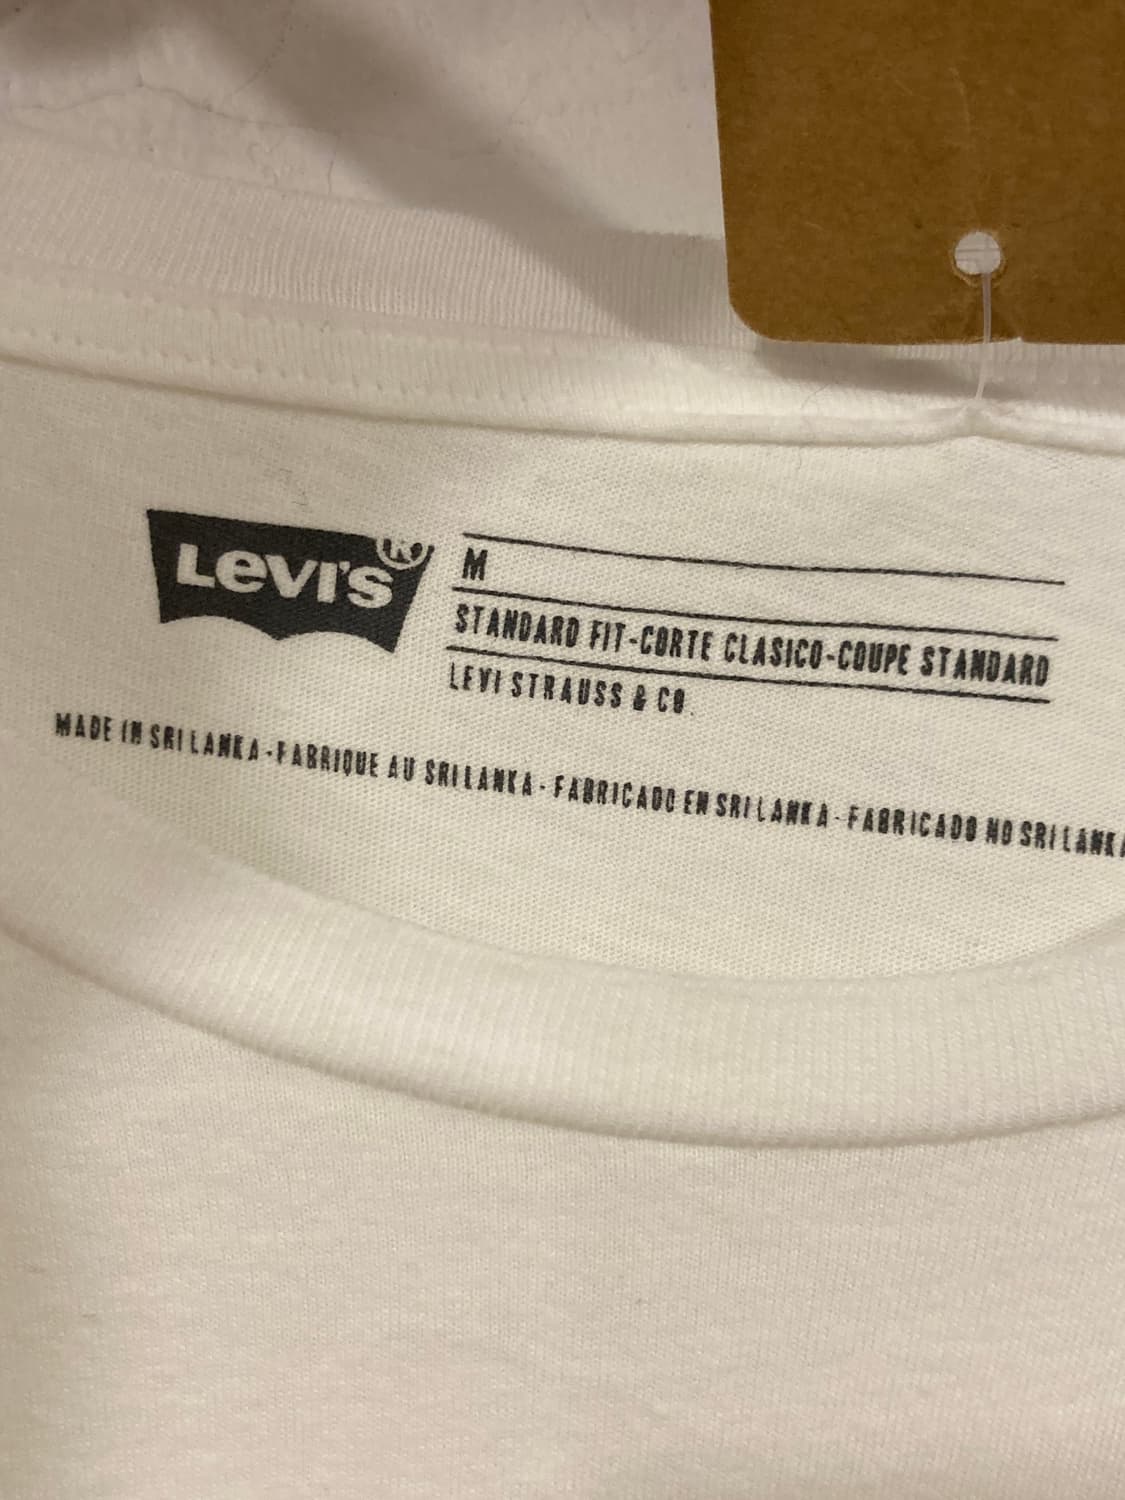 LEVI'S®
M
STANDARD FIT-CORTE CLASICO-COUPE STANDARD
LEVI STRAUSS & CO.
MADE IN SRI LANKA-FABRIQUE AU SRI LANKA-FABRICADO EN SRI LANKA-FABRICADO NO SRI LANKA